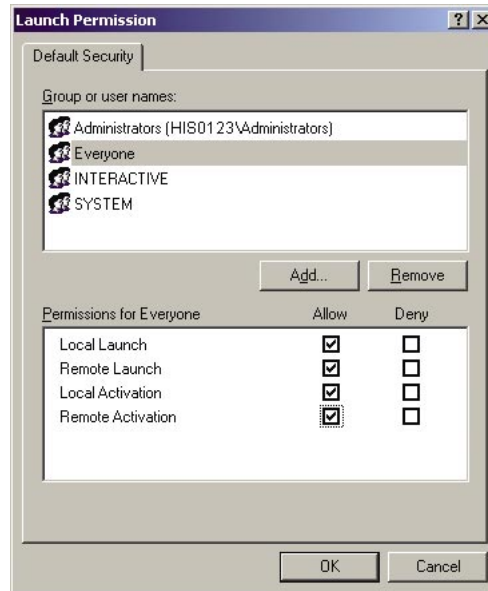 Launch Permission
Default Security
Group or user names:
Administrators (HIS0123\Administrators)
Everyone
INTERACTIVE
SYSTEM
Add... Remove
Permissions for Everyone Allow Deny
Local Launch
Remote Launch
Local Activation
Remote Activation
OK Cancel